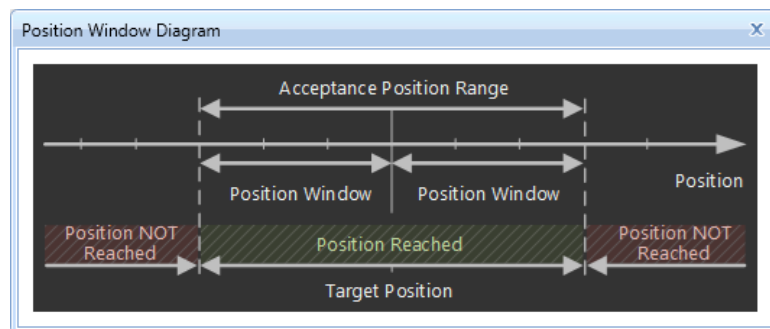 Position Window Diagram
X
Acceptance Position Range
Position
Position Window
Position Window
Position NOT
Reached
Position Reached
Position NOT
Reached
Target Position